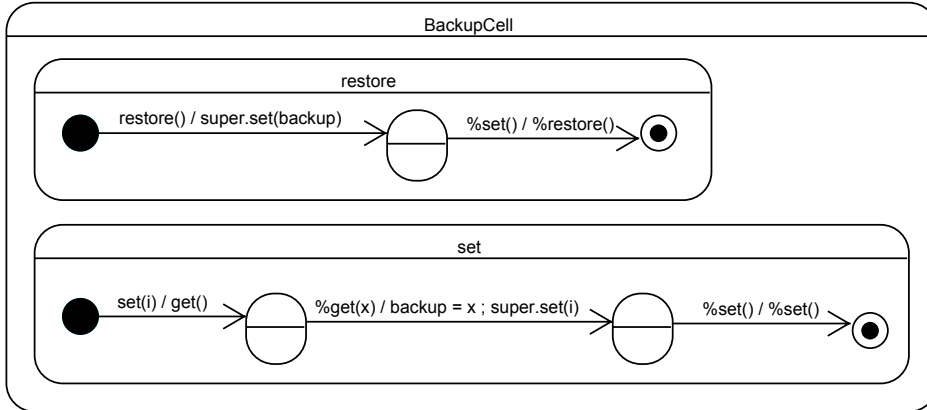 BackupCell
restore
restore() / super.set(backup)
%set() / %restore()
set
set(i) / get()
%get(x) / backup = x ; super.set(i)
%set() / %set()